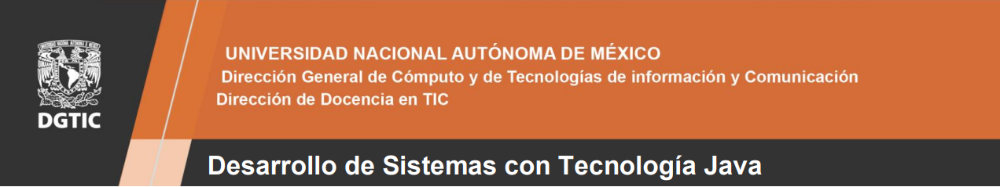 UNIVERSIDAD NACIONAL AUTÓNOMA DE MÉXICO
Dirección General de Cómputo y de Tecnologías de información y Comunicación
Dirección de Docencia en TIC
DGTIC
Desarrollo de Sistemas con Tecnología Java